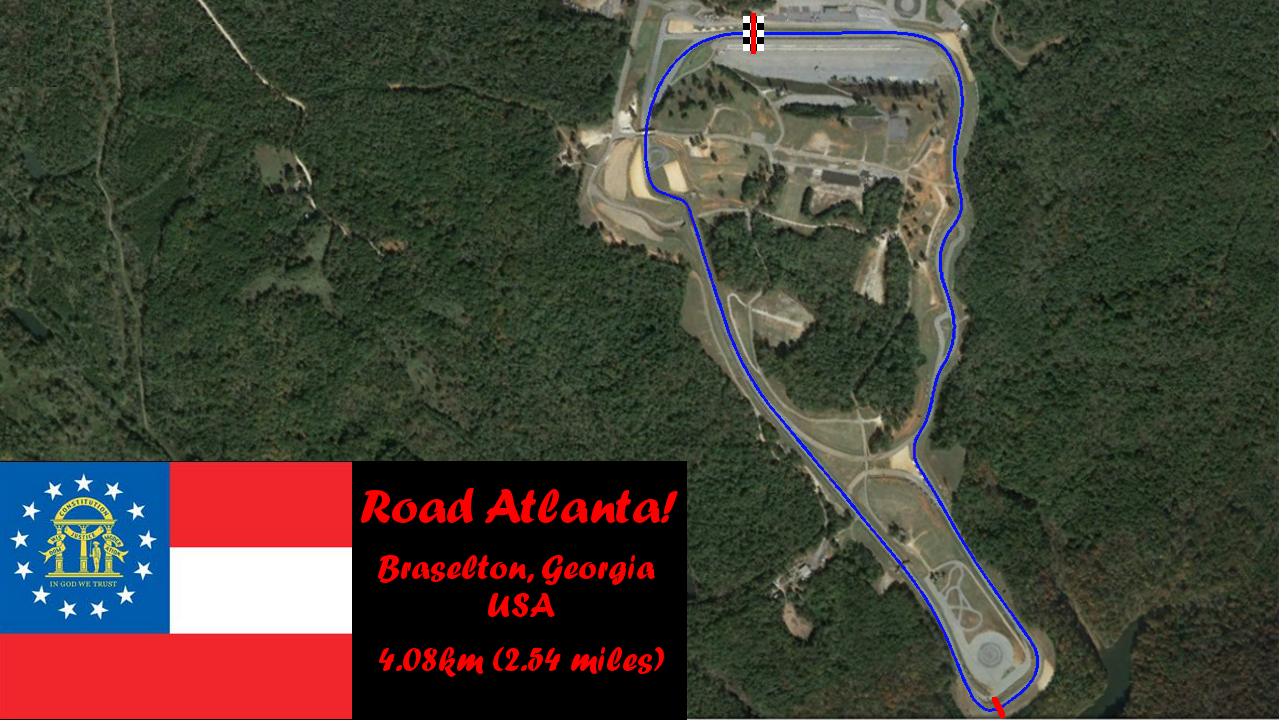 CONSTITUTION
WISDOM JUSTICE MODERATION
IN GOD WE TRUST
Road Atlanta!
Braselton, Georgia
USA
4.08km (2.54 miles)